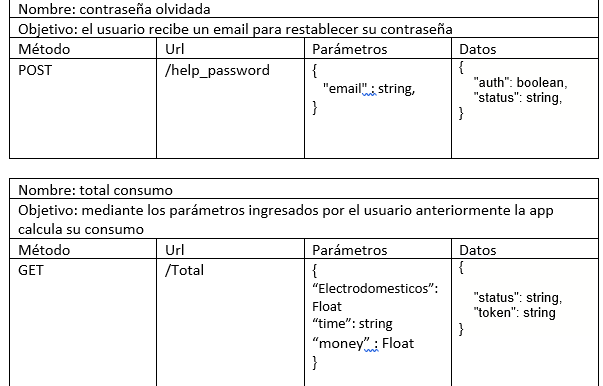 Nombre: contraseña olvidada
Objetivo: el usuario recibe un email para restablecer su contraseña
Método Url Parámetros Datos
POST /help_password { {
"email" : string, "auth": boolean,
} "status": string,
}
Nombre: total consumo
Objetivo: mediante los parámetros ingresados por el usuario anteriormente la app
calcula su consumo
Método Url Parámetros Datos
GET /Total { {
“Electrodomesticos”:
Float "status": string,
“time”: string "token": string
“money” : Float }
}